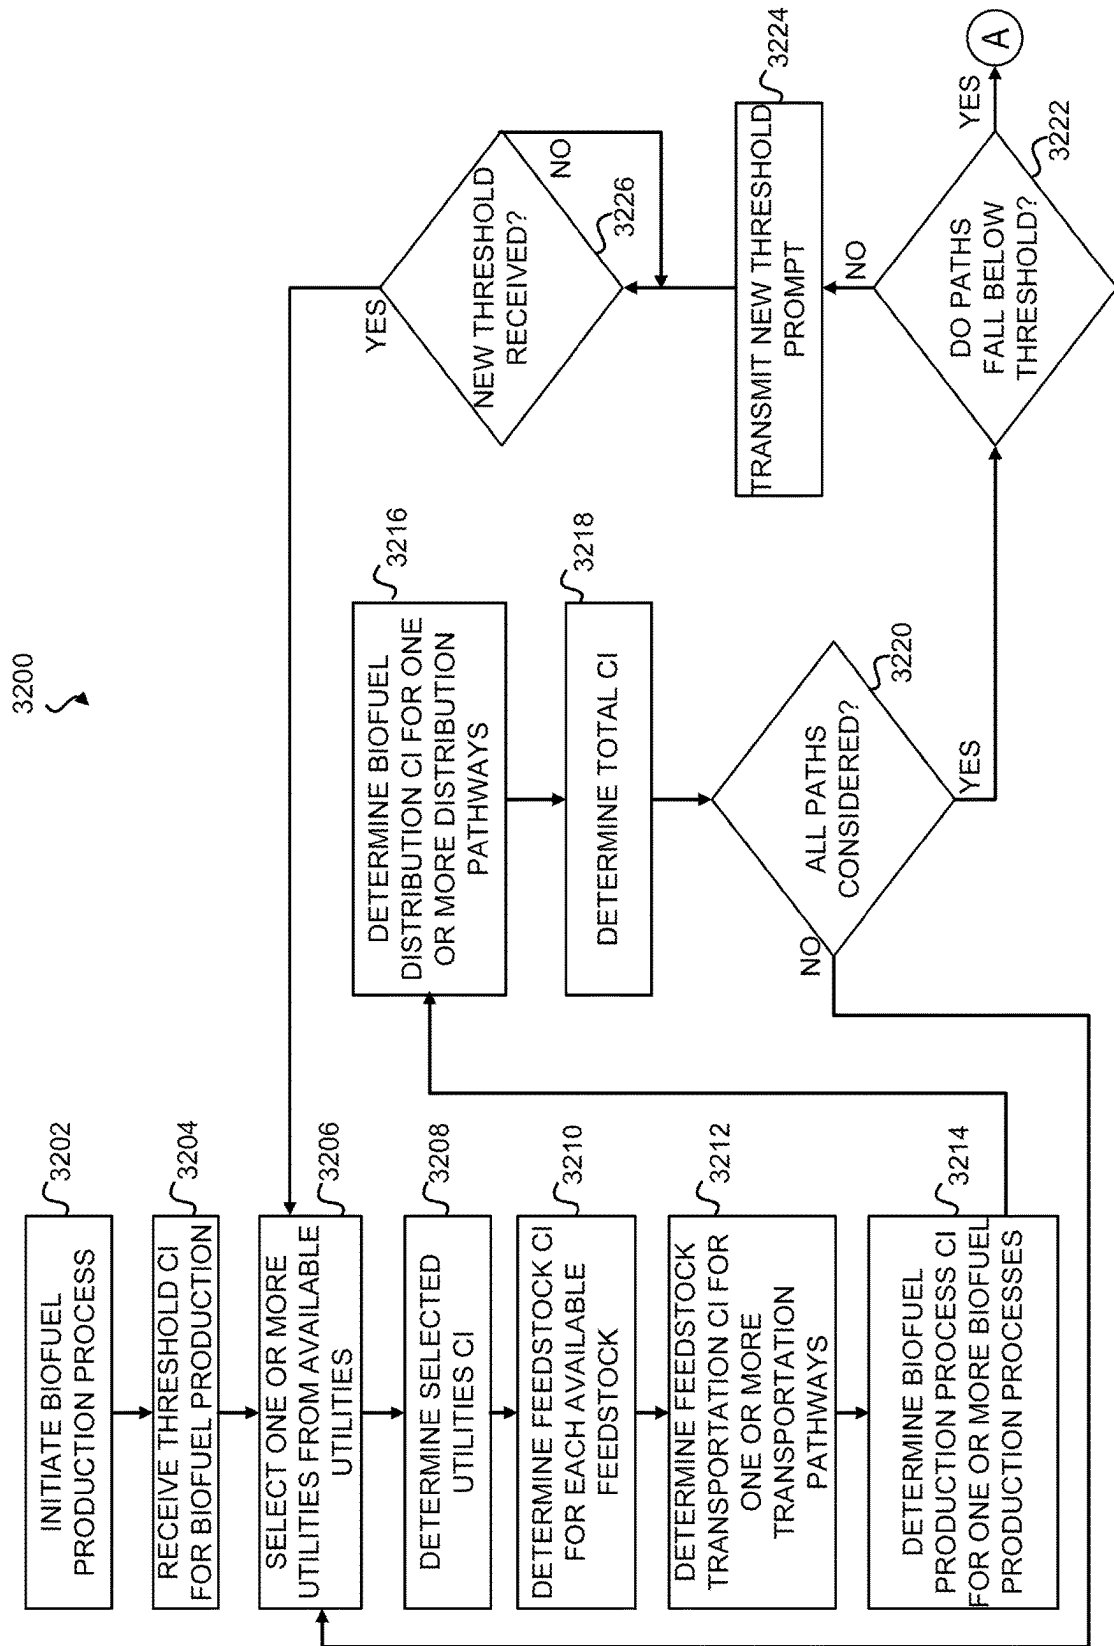 3200
INITIATE BIOFUEL
PRODUCTION PROCESS
3202
RECEIVE THRESHOLD CI
FOR BIOFUEL PRODUCTION
3204
SELECT ONE OR MORE
UTILITIES FROM AVAILABLE
UTILITIES
3206
DETERMINE SELECTED
UTILITIES CI
3208
DETERMINE FEEDSTOCK CI
FOR EACH AVAILABLE
FEEDSTOCK
3210
DETERMINE FEEDSTOCK
TRANSPORTATION CI FOR
ONE OR MORE
TRANSPORTATION
PATHWAYS
3212
DETERMINE BIOFUEL
PRODUCTION PROCESS CI
FOR ONE OR MORE BIOFUEL
PRODUCTION PROCESSES
3214
DETERMINE BIOFUEL
DISTRIBUTION CI FOR ONE
OR MORE DISTRIBUTION
PATHWAYS
3216
DETERMINE TOTAL CI
3218
ALL PATHS
CONSIDERED?
3220
NO
YES
DO PATHS
FALL BELOW
THRESHOLD?
3222
NO
YES
A
TRANSMIT NEW THRESHOLD
PROMPT
3224
NEW THRESHOLD
RECEIVED?
3226
NO
YES